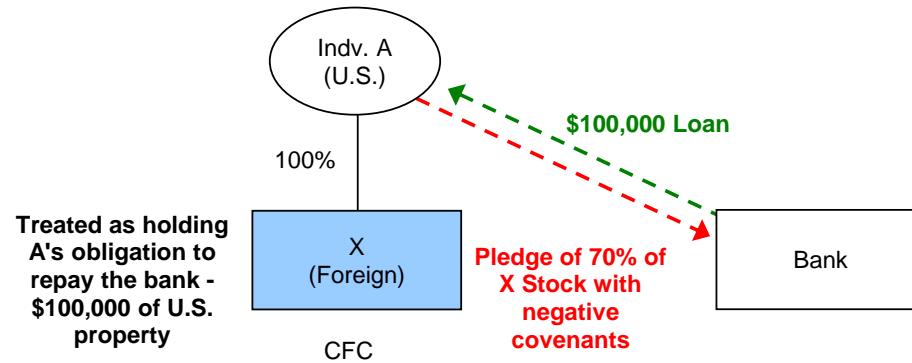 Indv. A
(U.S.)
$100,000 Loan
100%
Treated as holding
A's obligation to
repay the bank -
$100,000 of U.S.
property
X
(Foreign)
Pledge of 70% of
X Stock with
negative
covenants
Bank
CFC